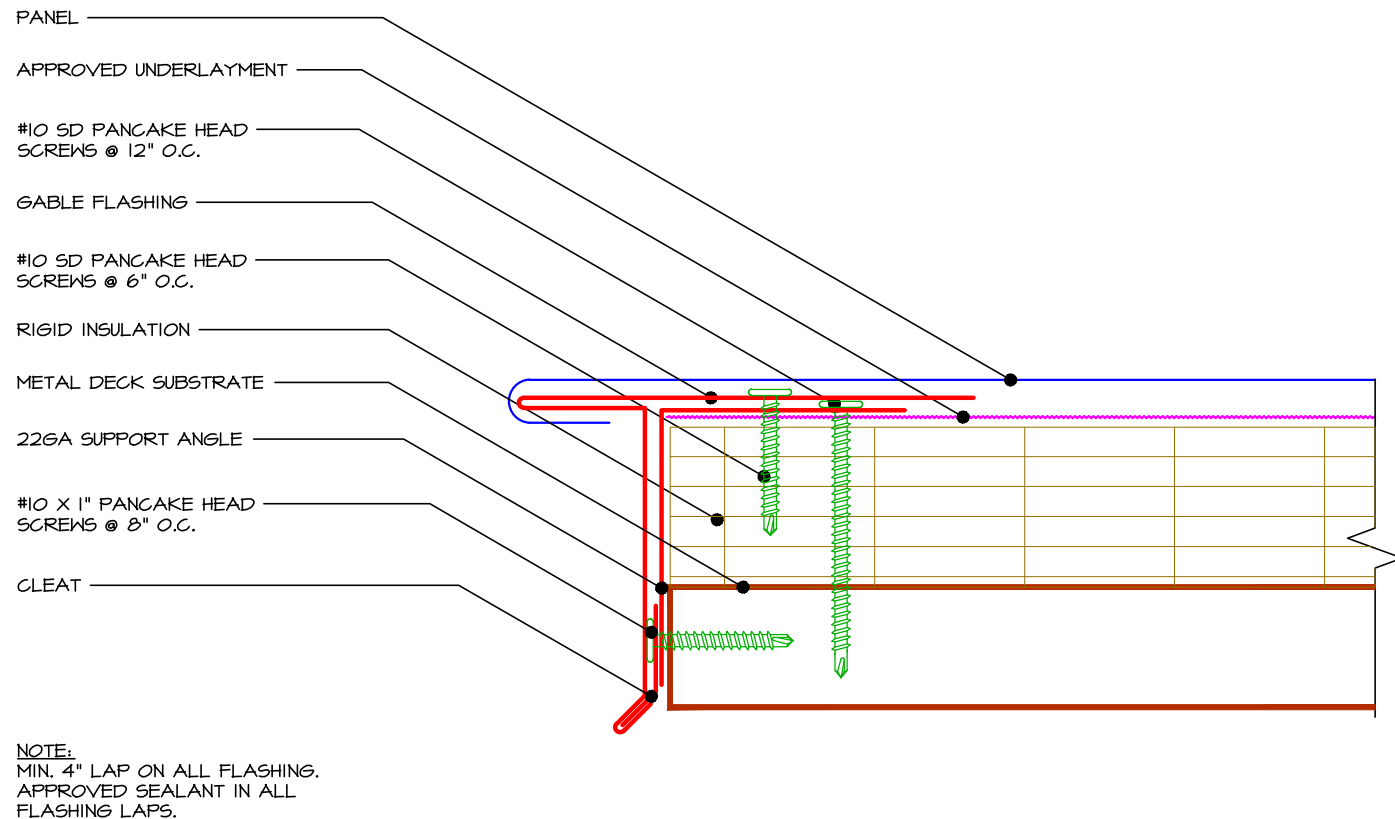 PANEL
APPROVED UNDERLAYMENT
#10 SD PANCAKE HEAD
SCREWS @ 12" O.C.
GABLE FLASHING
#10 SD PANCAKE HEAD
SCREWS @ 6" O.C.
RIGID INSULATION
METAL DECK SUBSTRATE
22GA SUPPORT ANGLE
#10 X 1" PANCAKE HEAD
SCREWS @ 8" O.C.
CLEAT
NOTE:
MIN. 4" LAP ON ALL FLASHING.
APPROVED SEALANT IN ALL
FLASHING LAPS.